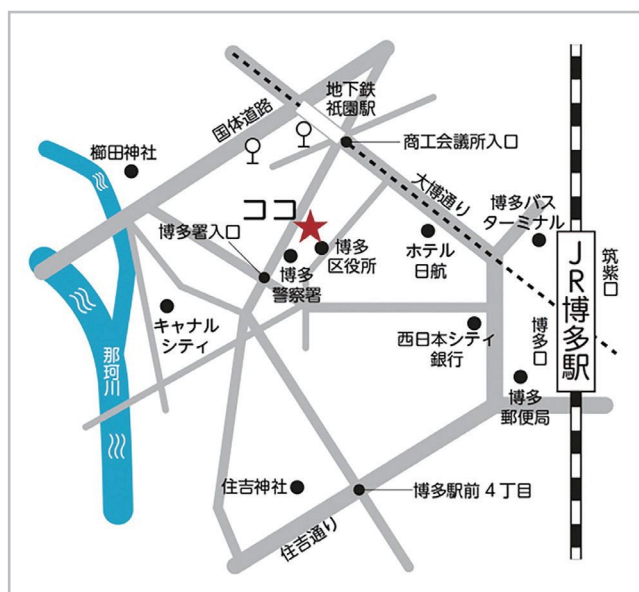 地下鉄
祇園駅
国体道路
商工会議所入口
櫛田神社
大博通り
博多バス
ターミナル
ココ
博多署入口
博多
区役所
博多
警察署
ホテル
日航
筑紫口
JR博多駅
キャナル
シティ
西日本シティ
銀行
博多口
那珂川
博多
郵便局
住吉神社
博多駅前4丁目
住吉通り